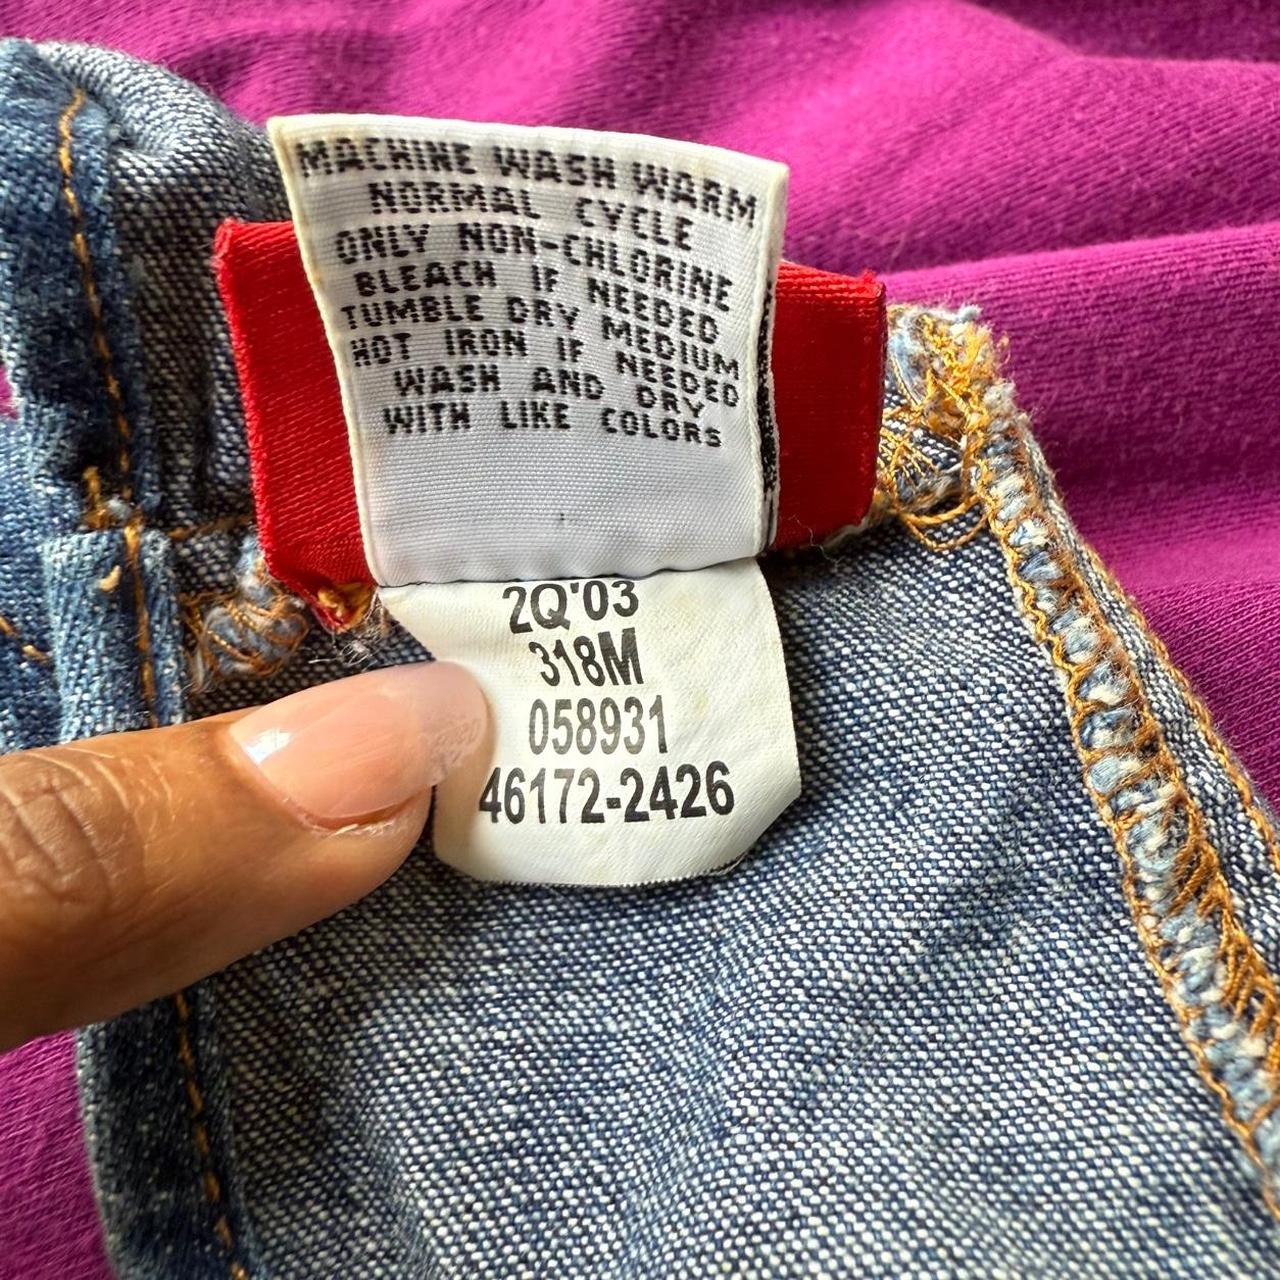 MACHINE WASH WARM
NORMAL CYCLE
ONLY NON-CHLORINE
BLEACH IF NEEDED
TUMBLE DRY MEDIUM
HOT IRON IF NEEDED
WASH AND DRY
WITH LIKE COLORS
2Q'03
318M
058931
46172-2426